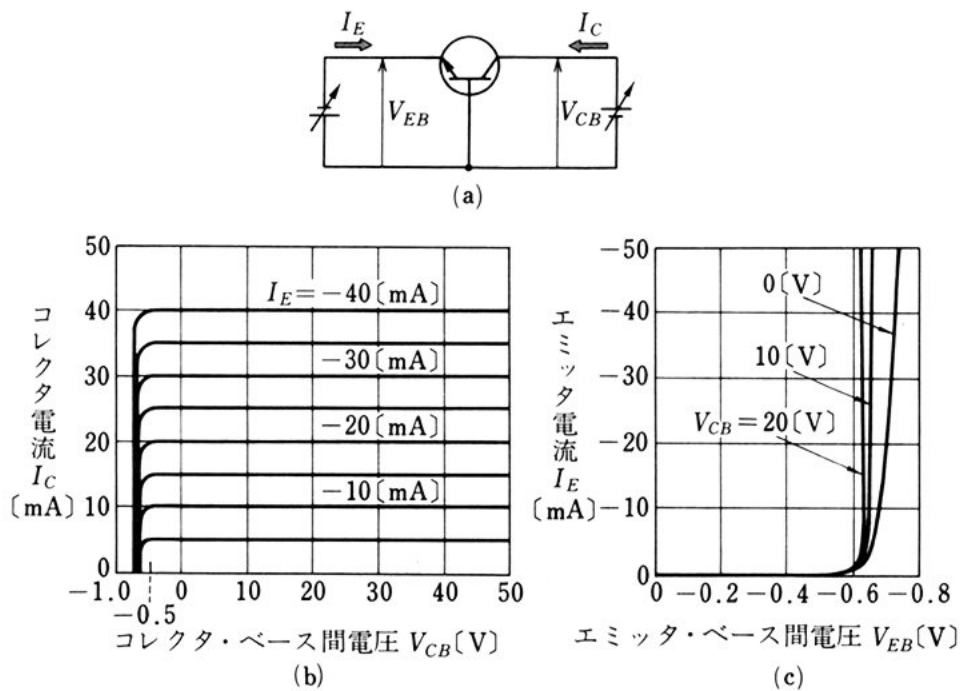 I_E
I_C
V_EB
V_CB
(a)
コレクタ電流 I_C〔mA〕
50
40
30
20
10
0
I_E=−40〔mA〕
−30〔mA〕
−20〔mA〕
−10〔mA〕
−1.0
−0.5
0
10
20
30
40
50
コレクタ・ベース間電圧 V_CB〔V〕
(b)
エミッタ電流 I_E〔mA〕
−50
−40
−30
−20
−10
0
0〔V〕
10〔V〕
V_CB=20〔V〕
0
−0.2
−0.4
−0.6
−0.8
エミッタ・ベース間電圧 V_EB〔V〕
(c)